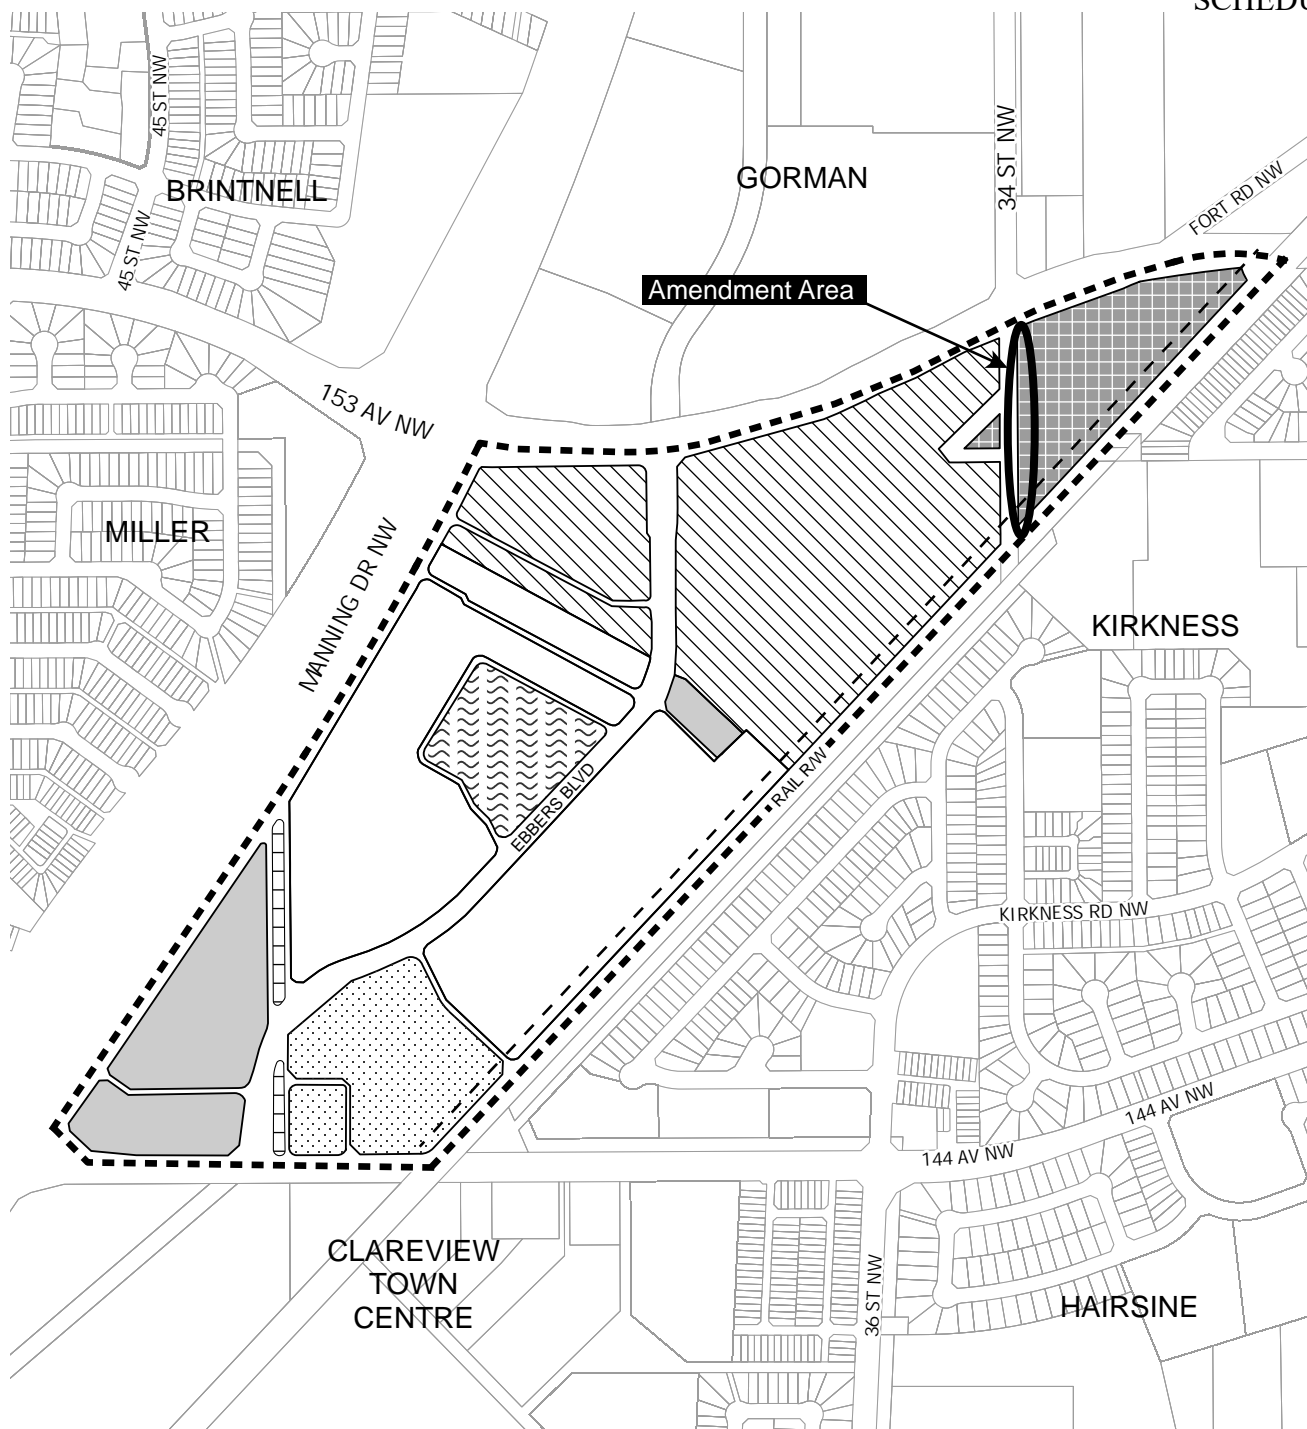 SCHEDU
45 ST NW
BRINTNELL
45 ST NW
GORMAN
34 ST NW
FORT RD NW
Amendment Area
153 AV NW
MILLER
MANNING DR NW
KIRKNESS
RAIL R/W
EBBERS BLVD
KIRKNESS RD NW
144 AV NW
144 AV NW
CLAREVIEW
TOWN
CENTRE
36 ST NW
HAIRSINE